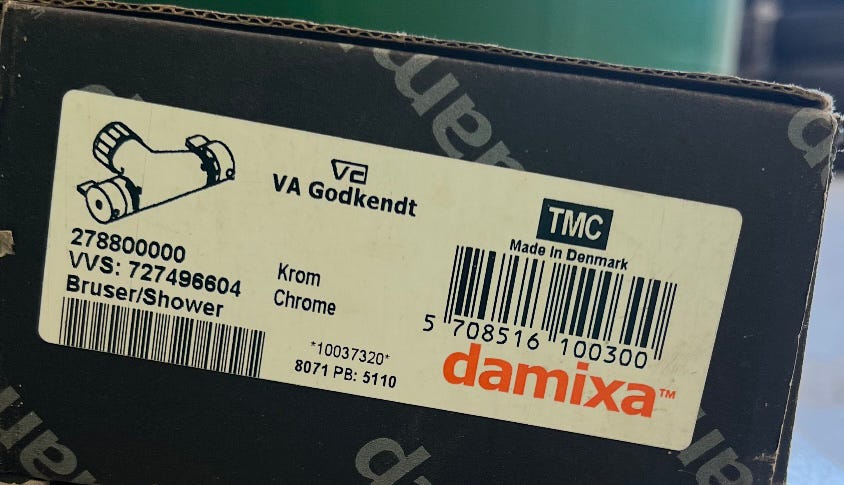 VA
VA Godkendt
TMC
Made In Denmark
278800000
VVS: 727496604
Bruser/Shower
Krom
Chrome
*10037320*
8071 PB: 5110
5 708516 100300
damixa™